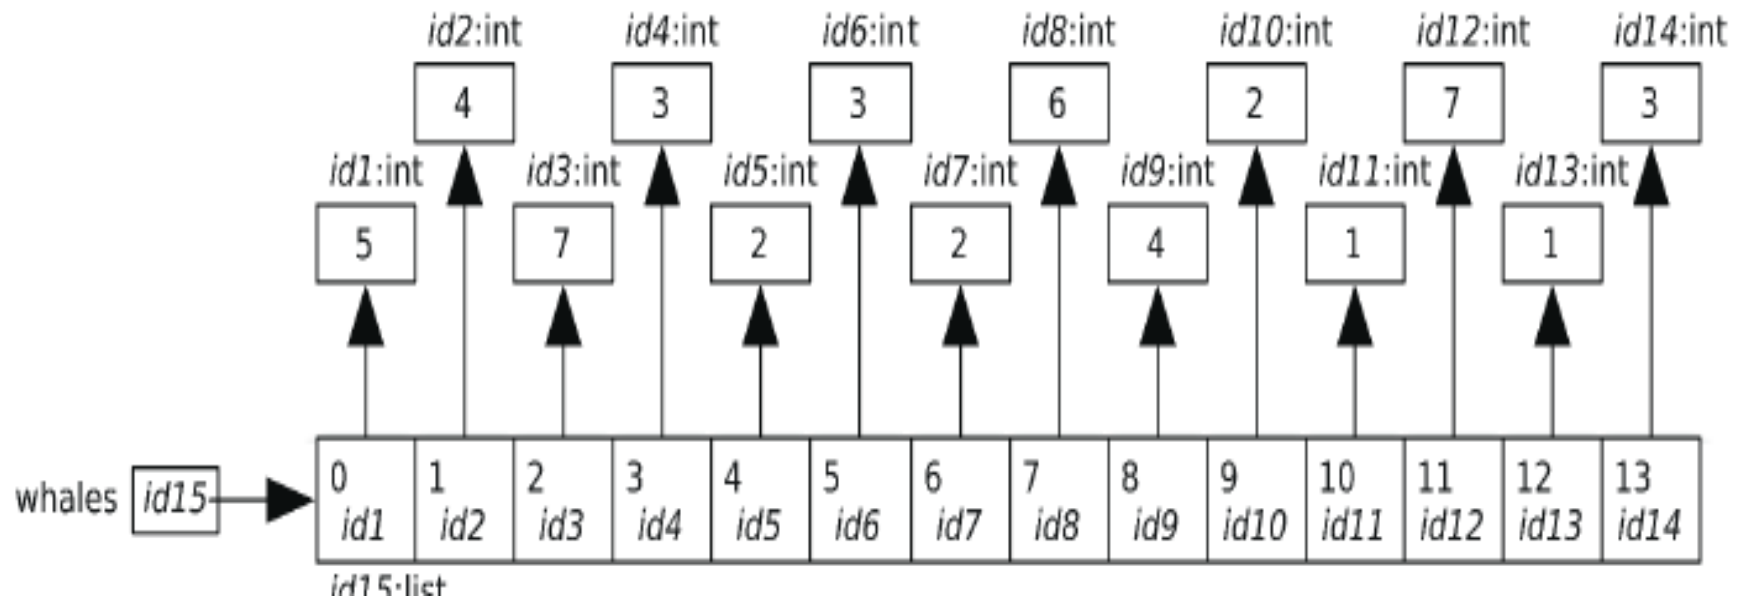 id2:int id4:int id6:int id8:int id10:int id12:int id14:int
4 3 3 6 2 7 3
id1:int id3:int id5:int id7:int id9:int id11:int id13:int
5 7 2 2 4 1 1
0 1 2 3 4 5 6 7 8 9 10 11 12 13
whales id15
id1 id2 id3 id4 id5 id6 id7 id8 id9 id10 id11 id12 id13 id14
id15:list